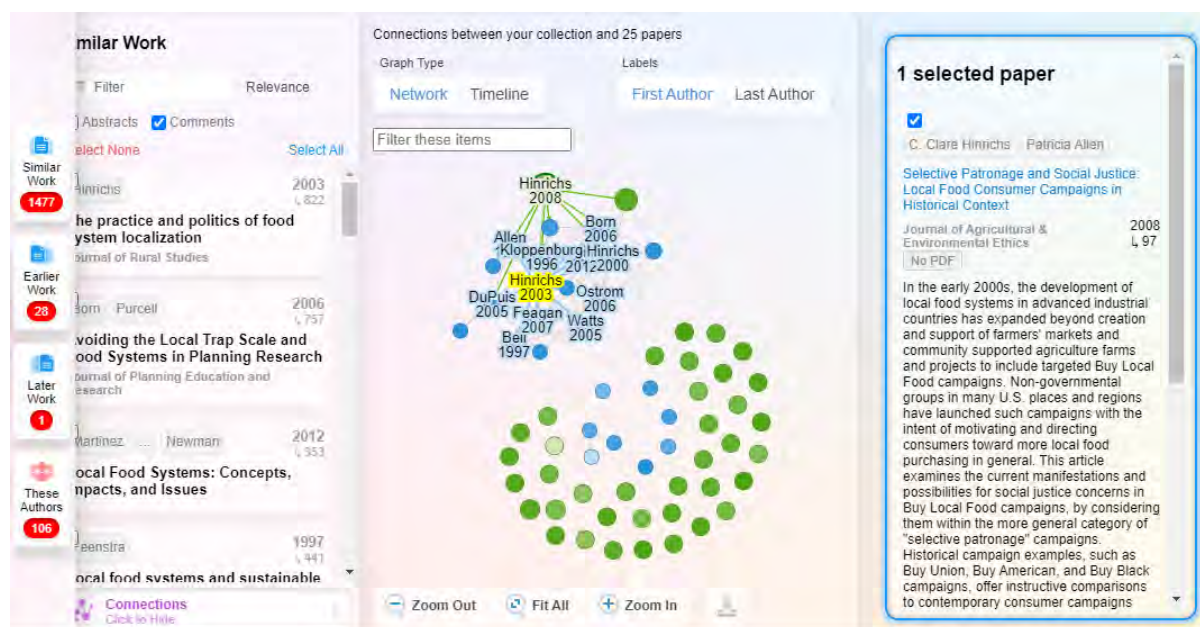 Similar
Work
1477
Earlier
Work
28
Later
Work
1
These
Authors
106
milar Work
Filter
Relevance
Abstracts
Comments
elect None
Select All
inrichs
2003
822
he practice and politics of food
ystem localization
ournal of Rural Studies
orn Purcell
2006
757
voiding the Local Trap Scale and
ood Systems in Planning Research
ournal of Planning Education and
esearch
Martinez ... Newman
2012
353
ocal Food Systems: Concepts,
mpacts, and Issues
eenstra
1997
441
ocal food systems and sustainable
Connections
Click to Hide
Connections between your collection and 25 papers
Graph Type
Labels
Network Timeline
First Author Last Author
Filter these items
Hinrichs
2008
Born
2006
Allen
Kloppenburg
1996
2012
Hinrichs
2000
Hinrichs
2003
DuPuis
2005
Ostrom
2006
Feagan
2007
Watts
2005
Bell
1997
Zoom Out Fit All Zoom In
1 selected paper
C. Clare Hinrichs Patricia Allen
Selective Patronage and Social Justice:
Local Food Consumer Campaigns in
Historical Context
Journal of Agricultural &
Environmental Ethics
2008
97
No PDF
In the early 2000s, the development of
local food systems in advanced industrial
countries has expanded beyond creation
and support of farmers' markets and
community supported agriculture farms
and projects to include targeted Buy Local
Food campaigns. Non-governmental
groups in many U.S. places and regions
have launched such campaigns with the
intent of motivating and directing
consumers toward more local food
purchasing in general. This article
examines the current manifestations and
possibilities for social justice concerns in
Buy Local Food campaigns, by considering
them within the more general category of
"selective patronage" campaigns.
Historical campaign examples, such as
Buy Union, Buy American, and Buy Black
campaigns, offer instructive comparisons
to contemporary consumer campaigns